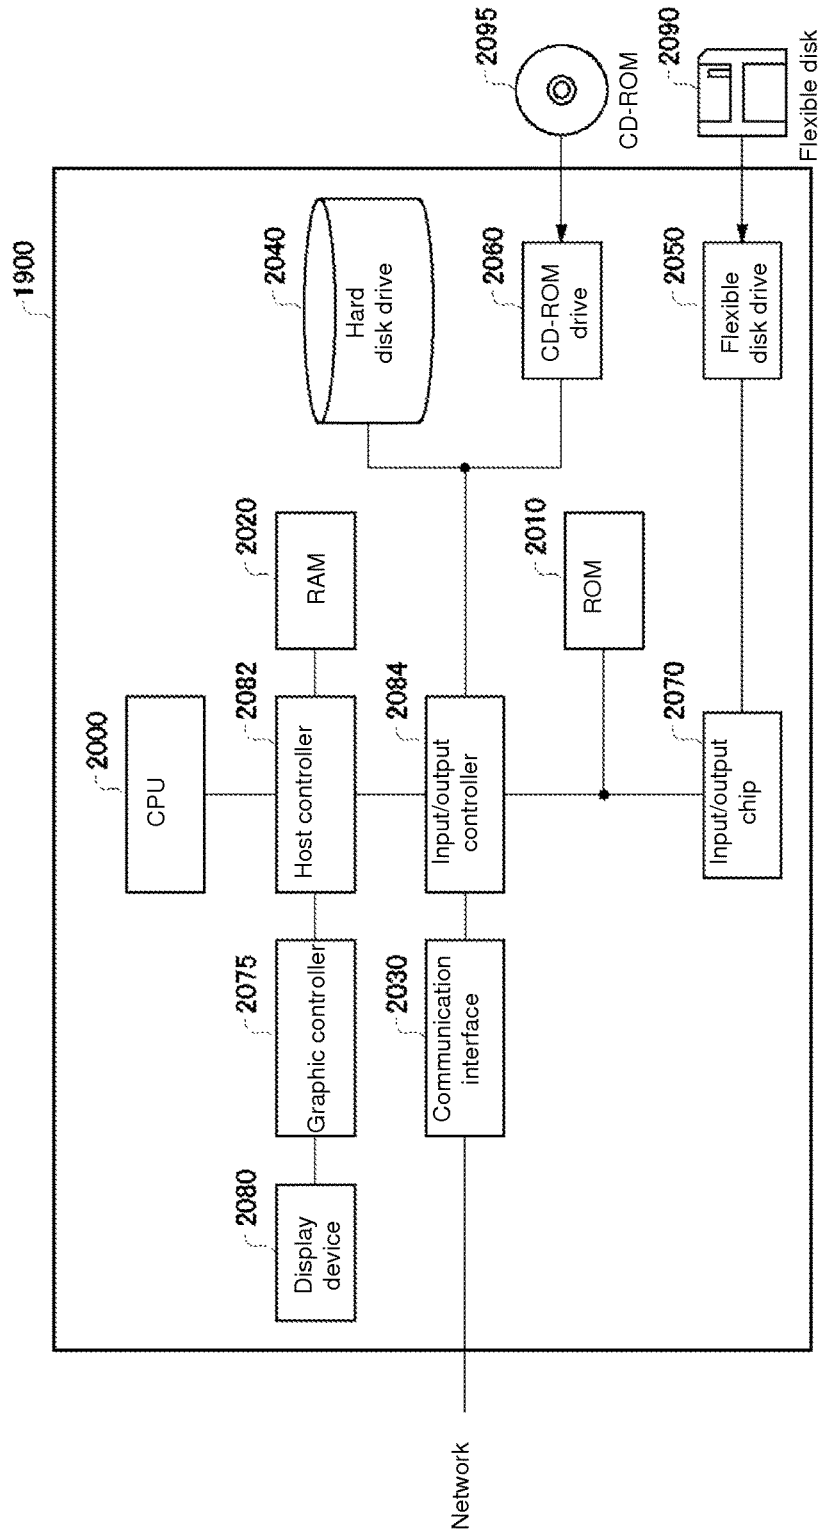 1900
2000
CPU
2080
Display
device
2075
Graphic controller
2082
Host controller
2020
RAM
2040
Hard
disk drive
Network
2030
Communication
interface
2084
Input/output
controller
2060
CD-ROM
drive
2095
CD-ROM
2010
ROM
2070
Input/output
chip
2050
Flexible
disk drive
2090
Flexible disk